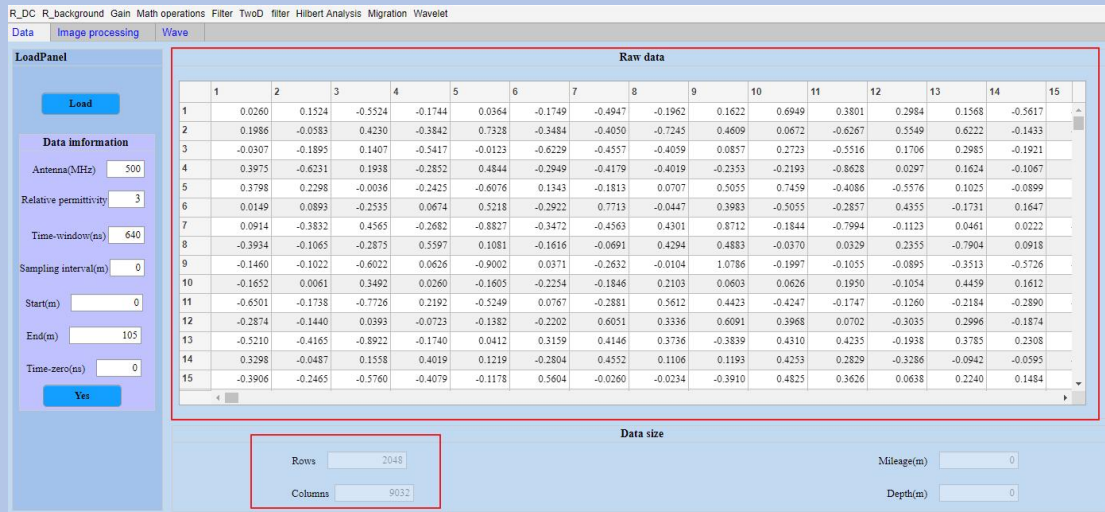 R_DC R_background Gain Math operations Filter TwoD filter Hilbert Analysis Migration Wavelet
Data Image processing Wave
LoadPanel
Load
Data imformation
Antenna(MHz) 500
Relative permittivity 3
Time-window(ns) 640
Sampling interval(m) 0
Start(m) 0
End(m) 105
Time-zero(ns) 0
Yes
Raw data
1 2 3 4 5 6 7 8 9 10 11 12 13 14 15
1 0.0260 0.1524 -0.5524 -0.1744 0.0364 -0.1749 -0.4947 -0.1962 0.1622 0.6949 0.3801 0.2984 0.1568 -0.5617
2 0.1986 -0.0583 0.4230 -0.3842 0.7328 -0.3484 -0.4050 -0.7245 0.4609 0.0672 -0.6267 0.5549 0.6222 -0.1433
3 -0.0307 -0.1895 0.1407 -0.5417 -0.0123 -0.6229 -0.4557 -0.4059 0.0857 0.2723 -0.5516 0.1706 0.2985 -0.1921
4 0.3975 -0.6231 0.1938 -0.2852 0.4844 -0.2949 -0.4179 -0.4019 -0.2353 -0.2193 -0.8628 0.0297 0.1624 -0.1067
5 0.3798 0.2298 -0.0036 -0.2425 -0.6076 0.1343 -0.1813 0.0707 0.5055 0.7459 -0.4086 -0.5576 0.1025 -0.0899
6 0.0149 0.0893 -0.2535 0.0674 0.5218 -0.2922 0.7713 -0.0447 0.3983 -0.5055 -0.2857 0.4355 -0.1731 0.1647
7 0.0914 -0.3832 0.4565 -0.2682 -0.8827 -0.3472 -0.4563 0.4301 0.8712 -0.1844 -0.7994 -0.1123 0.0461 0.0222
8 -0.3934 -0.1065 -0.2875 0.5597 0.1081 -0.1616 -0.0691 0.4294 0.4883 -0.0370 0.0329 0.2355 -0.7904 0.0918
9 -0.1460 -0.1022 -0.6022 0.0626 -0.9002 0.0371 -0.2632 -0.0104 1.0786 -0.1997 -0.1055 -0.0895 -0.3513 -0.5726
10 -0.1652 0.0061 0.3492 0.0260 -0.1605 -0.2254 -0.1846 0.2103 0.0603 0.0626 0.1950 -0.1054 0.4459 0.1612
11 -0.6501 -0.1738 -0.7726 0.2192 -0.5249 0.0767 -0.2881 0.5612 0.4423 -0.4247 -0.1747 -0.1260 -0.2184 -0.2890
12 -0.2874 -0.1440 0.0393 -0.0723 -0.1382 -0.2202 0.6051 0.3336 0.6091 0.3968 0.0702 -0.3035 0.2996 -0.1874
13 -0.5210 -0.4165 -0.8922 -0.1740 0.0412 0.3159 0.4146 0.3736 -0.3839 0.4310 0.4235 -0.1938 0.3785 0.2308
14 0.3298 -0.0487 0.1558 0.4019 0.1219 -0.2804 0.4552 0.1106 0.1193 0.4253 0.2829 -0.3286 -0.0942 -0.0595
15 -0.3906 -0.2465 -0.5760 -0.4079 -0.1178 0.5604 -0.0260 -0.0234 -0.3910 0.4825 0.3626 0.0638 0.2240 0.1484
Data size
Rows 2048 Mileage(m) 0
Columns 9032 Depth(m) 0